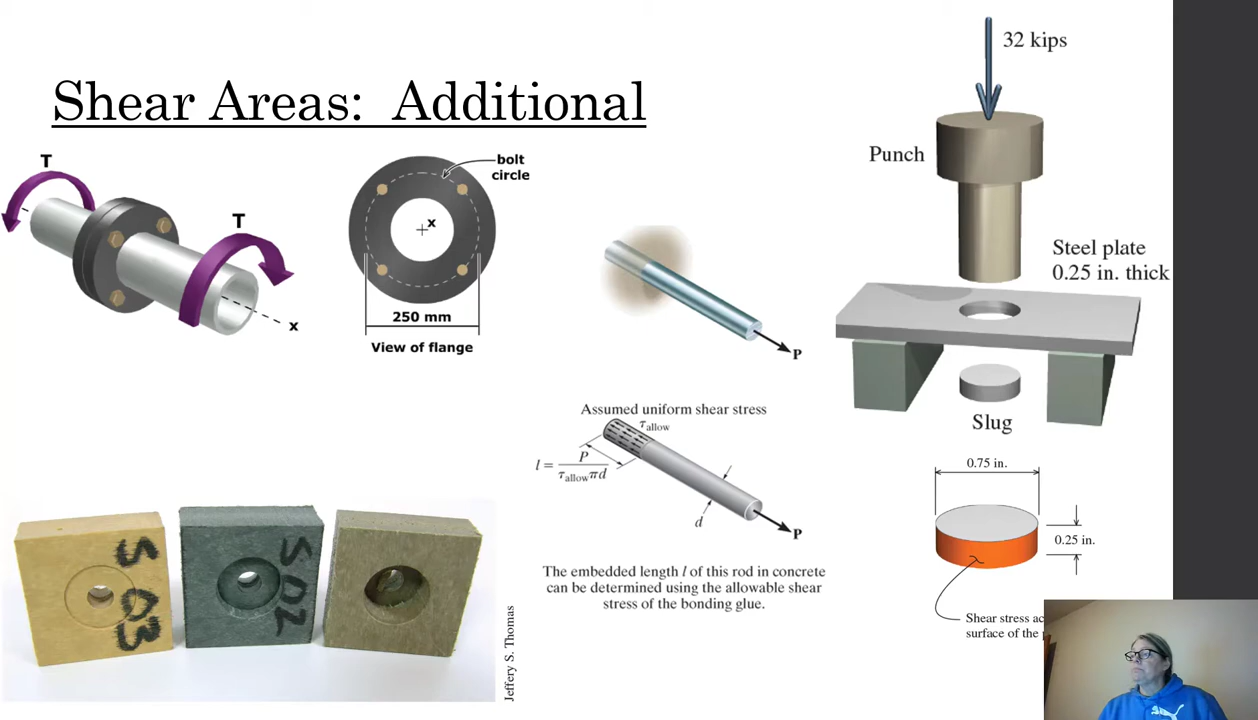 Shear Areas: Additional
T
T
x
bolt
circle
x
250 mm
View of flange
P
32 kips
Punch
Steel plate
0.25 in. thick
Slug
0.75 in.
0.25 in.
Shear stress
surface of the
Assumed uniform shear stress
τallow
l = P / τallow πd
d
P
The embedded length l of this rod in concrete
can be determined using the allowable shear
stress of the bonding glue.
S 03
S02
Jeffery S. Thomas